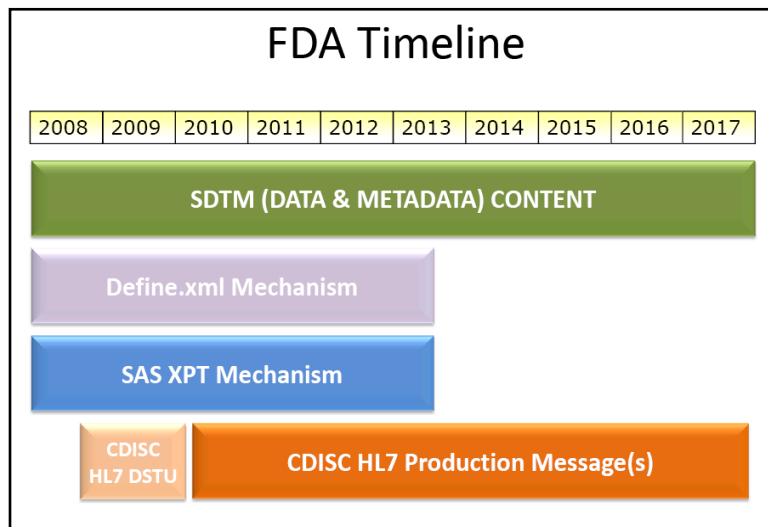 FDA Timeline
2008 2009 2010 2011 2012 2013 2014 2015 2016 2017
SDTM (DATA & METADATA) CONTENT
Define.xml Mechanism
SAS XPT Mechanism
CDISC
HL7 DSTU
CDISC HL7 Production Message(s)